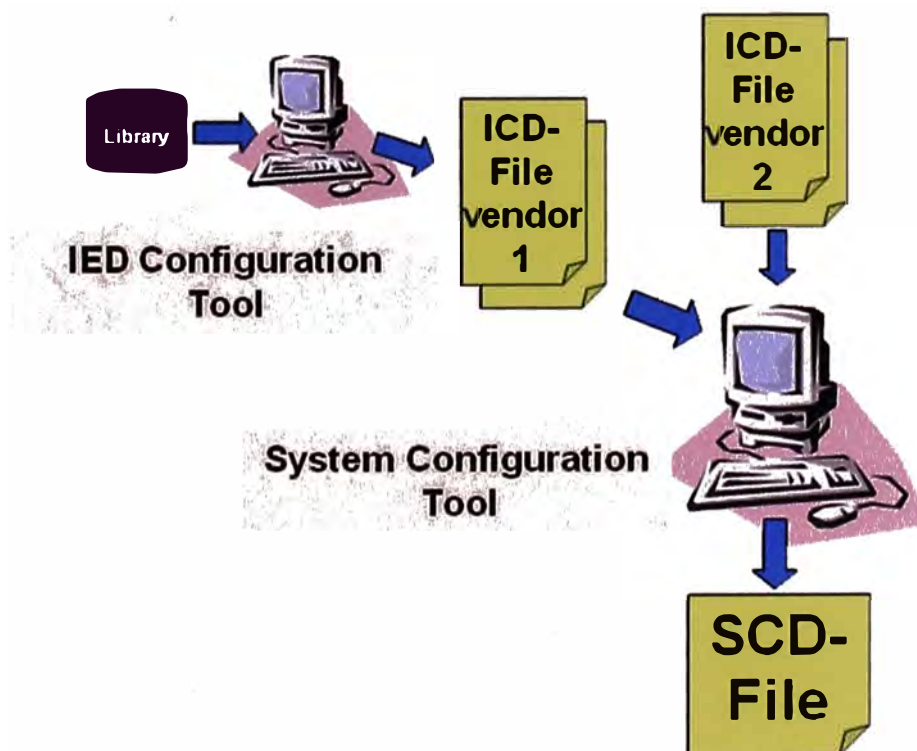 Library
ICD-
File
vendor
1
ICD-
File
vendor
2
IED Configuration
Tool
System Configuration
Tool
SCD-
File